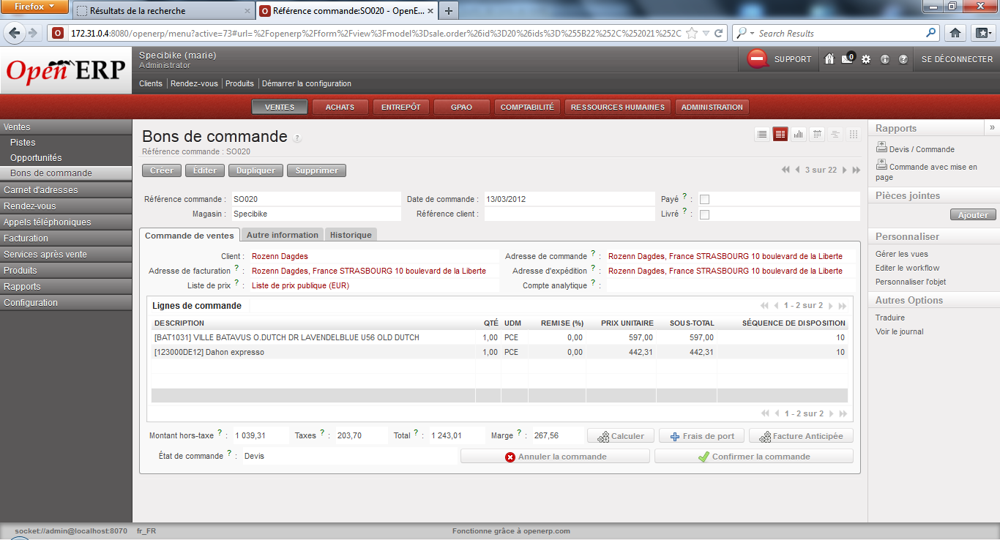 Firefox
Résultats de la recherche
Référence commande:SO020 - OpenE...
172.31.0.4:8080/openerp/menu?active=73#url=%2Fopenerp%2Fform%2Fview%3Fmodel%3Dsale.order%26id%3D20%26ids%3D%255B22%252C%252021%252C
Search Results
Open ERP
Specibike (marie)
Administrator
Clients | Rendez-vous | Produits | Démarrer la configuration
SUPPORT 0 SE DÉCONNECTER
VENTES ACHATS ENTREPÔT GPAO COMPTABILITÉ RESSOURCES HUMAINES ADMINISTRATION
Ventes
Pistes
Opportunités
Bons de commande
Carnet d'adresses
Rendez-vous
Appels téléphoniques
Facturation
Services après vente
Produits
Rapports
Configuration
Bons de commande ?
Référence commande : SO020
Créer Éditer Dupliquer Supprimer
3 sur 22
Référence commande : SO020 Date de commande : 13/03/2012 Payé ? :
Magasin : Specibike Référence client : Livré ? :
Commande de ventes Autre information Historique
Client : Rozenn Dagdes Adresse de commande ? : Rozenn Dagdes, France STRASBOURG 10 boulevard de la Liberte
Adresse de facturation ? : Rozenn Dagdes, France STRASBOURG 10 boulevard de la Liberte Adresse d'expédition ? : Rozenn Dagdes, France STRASBOURG 10 boulevard de la Liberte
Liste de prix ? : Liste de prix publique (EUR) Compte analytique ? :
Lignes de commande 1 - 2 sur 2
DESCRIPTION QTÉ UDM REMISE (%) PRIX UNITAIRE SOUS-TOTAL SÉQUENCE DE DISPOSITION
[BAT1031] VILLE BATAVUS O.DUTCH DR LAVENDELBLUE U56 OLD DUTCH 1,00 PCE 0,00 597,00 597,00 10
[123000DE12] Dahon expresso 1,00 PCE 0,00 442,31 442,31 10
1 - 2 sur 2
Montant hors-taxe ? : 1 039,31 Taxes ? : 203,70 Total ? : 1 243,01 Marge ? : 267,56 Calculer Frais de port Facture Anticipée
État de commande ? : Devis Annuler la commande Confirmer la commande
Rapports »
Devis / Commande
Commande avec mise en
page
Pièces jointes
Ajouter
Personnaliser
Gérer les vues
Editer le workflow
Personnaliser l'objet
Autres Options
Traduire
Voir le journal
socket://admin@localhost:8070 fr_FR Fonctionne grâce à openerp.com